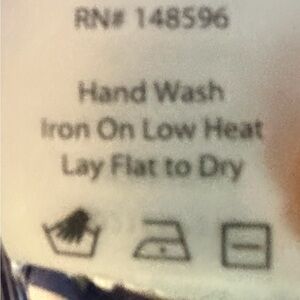 RN# 148596
Hand Wash
Iron On Low Heat
Lay Flat to Dry